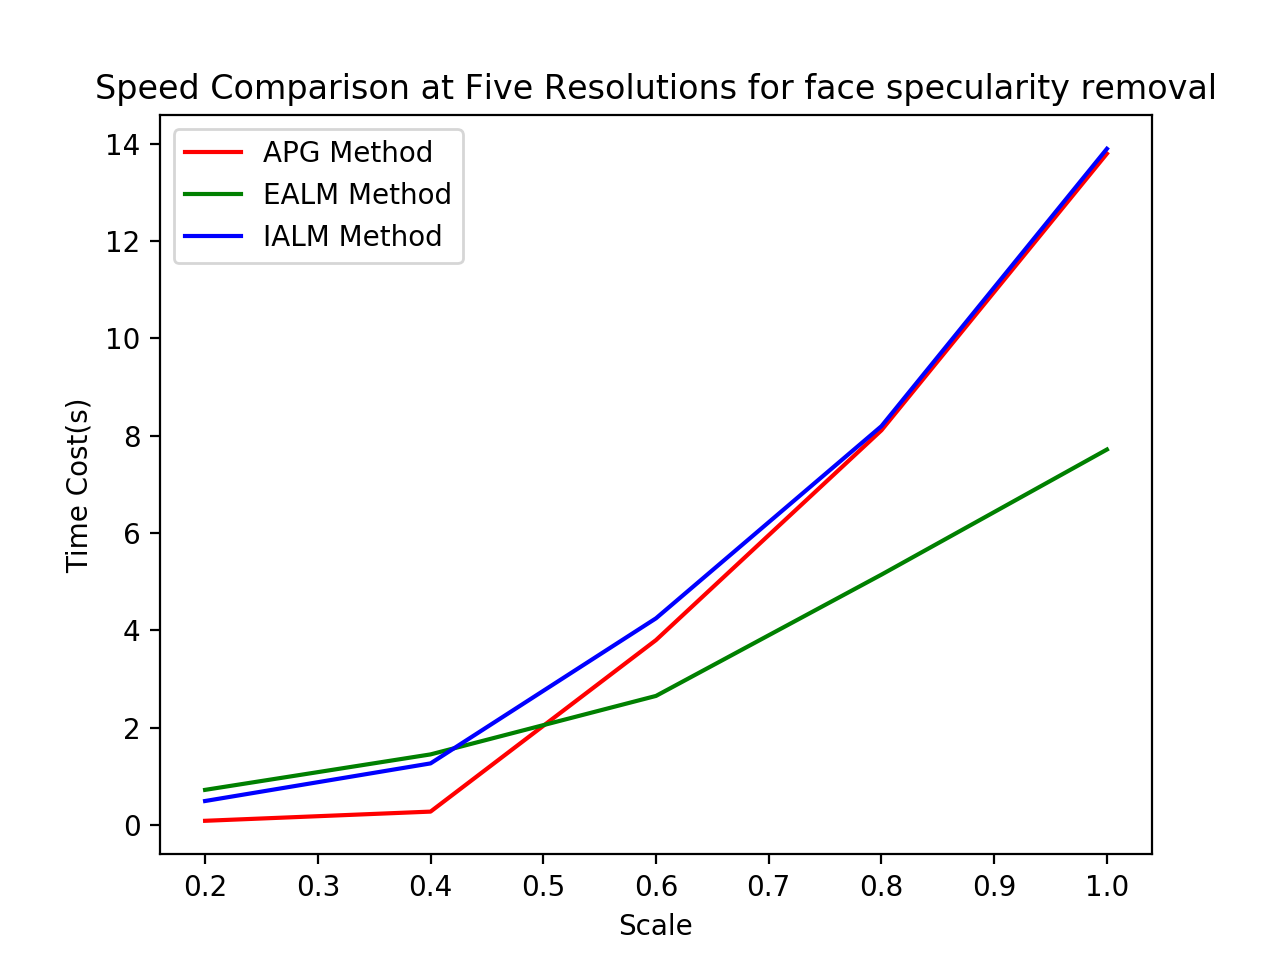 Speed Comparison at Five Resolutions for face specularity removal
APG Method
EALM Method
IALM Method
14
12
10
8
6
4
2
0
Time Cost(s)
0.2 0.3 0.4 0.5 0.6 0.7 0.8 0.9 1.0
Scale